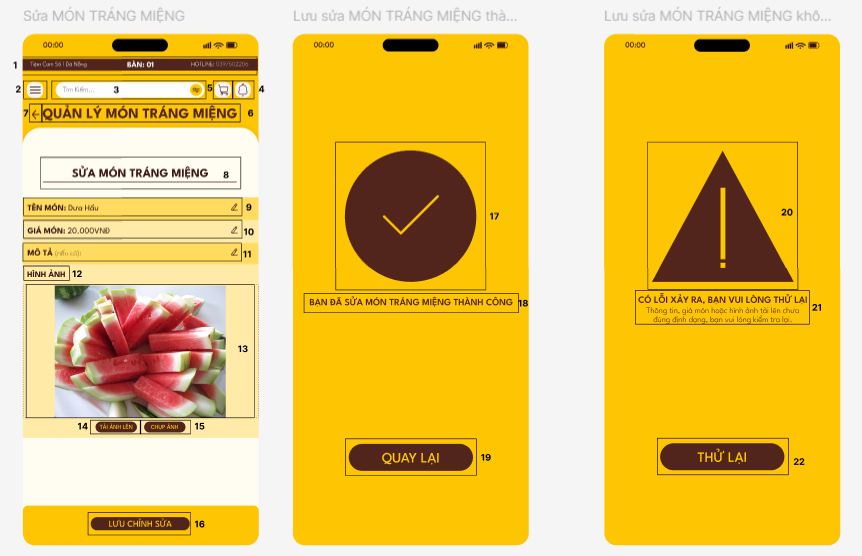 Sửa MÓN TRÁNG MIỆNG
00:00
1
Tiệm Cơm Số 1 Đà Nẵng
BÀN: 01
HOTLINE: 0397602206
2
Tìm Kiếm...
3
5
4
7
QUẢN LÝ MÓN TRÁNG MIỆNG
6
SỬA MÓN TRÁNG MIỆNG
8
TÊN MÓN: Dưa Hấu
9
GIÁ MÓN: 20.000VNĐ
10
MÔ TẢ (nếu có):
11
HÌNH ẢNH
12
13
14
TẢI ẢNH LÊN
CHỤP ẢNH
15
LƯU CHỈNH SỬA
16
Lưu sửa MÓN TRÁNG MIỆNG thà...
00:00
17
BẠN ĐÃ SỬA MÓN TRÁNG MIỆNG THÀNH CÔNG
18
QUAY LẠI
19
Lưu sửa MÓN TRÁNG MIỆNG khô...
00:00
20
CÓ LỖI XẢY RA, BẠN VUI LÒNG THỬ LẠI
21
Thông tin, giá món hoặc hình ảnh tải lên chưa
đúng định dạng, bạn vui lòng kiểm tra lại.
THỬ LẠI
22